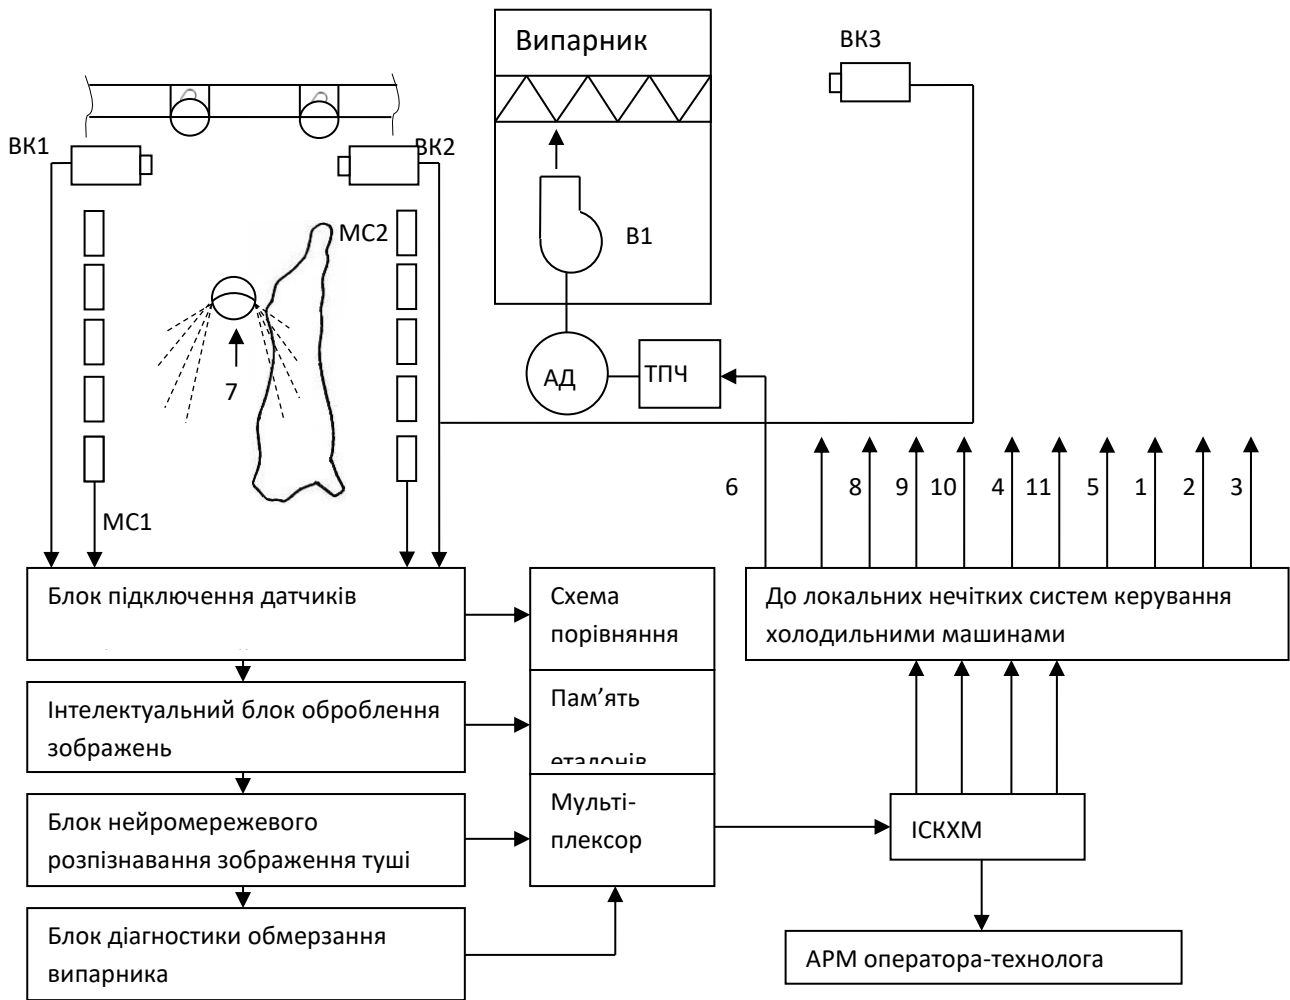 Випарник
ВК3
ВК1
ВК2
МС2
В1
7
АД
ТПЧ
МС1
6
8
9
10
4
11
5
1
2
3
Блок підключення датчиків
Схема
порівняння
До локальних нечітких систем керування
холодильними машинами
Інтелектуальний блок оброблення
зображень
Пам’ять
еталонів
Блок нейромережевого
розпізнавання зображення туші
Мульті-
плексор
ІСКХМ
Блок діагностики обмерзання
випарника
АРМ оператора-технолога